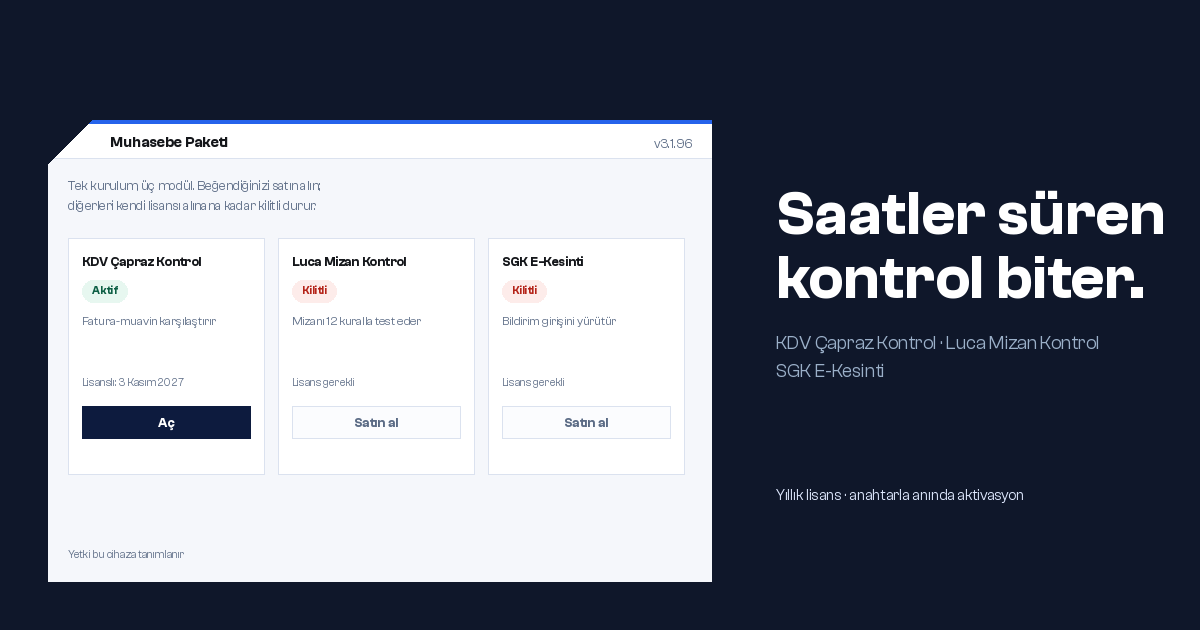 Muhasebe Paketi
v3.1.96
Tek kurulum, üç modül. Beğendiğinizi satın alın;
diğerleri kendi lisansı alınana kadar kilitli durur.
KDV Çapraz Kontrol
Aktif
Fatura-muavin karşılaştırır
Lisanslı: 3 Kasım 2027
Aç
Luca Mizan Kontrol
Kilitli
Mizanı 12 kuralla test eder
Lisans gerekli
Satın al
SGK E-Kesinti
Kilitli
Bildirim girişini yürütür
Lisans gerekli
Satın al
Yetki bu cihaza tanımlanır
Saatler süren
kontrol biter.
KDV Çapraz Kontrol · Luca Mizan Kontrol
SGK E-Kesinti
Yıllık lisans · anahtarla anında aktivasyon